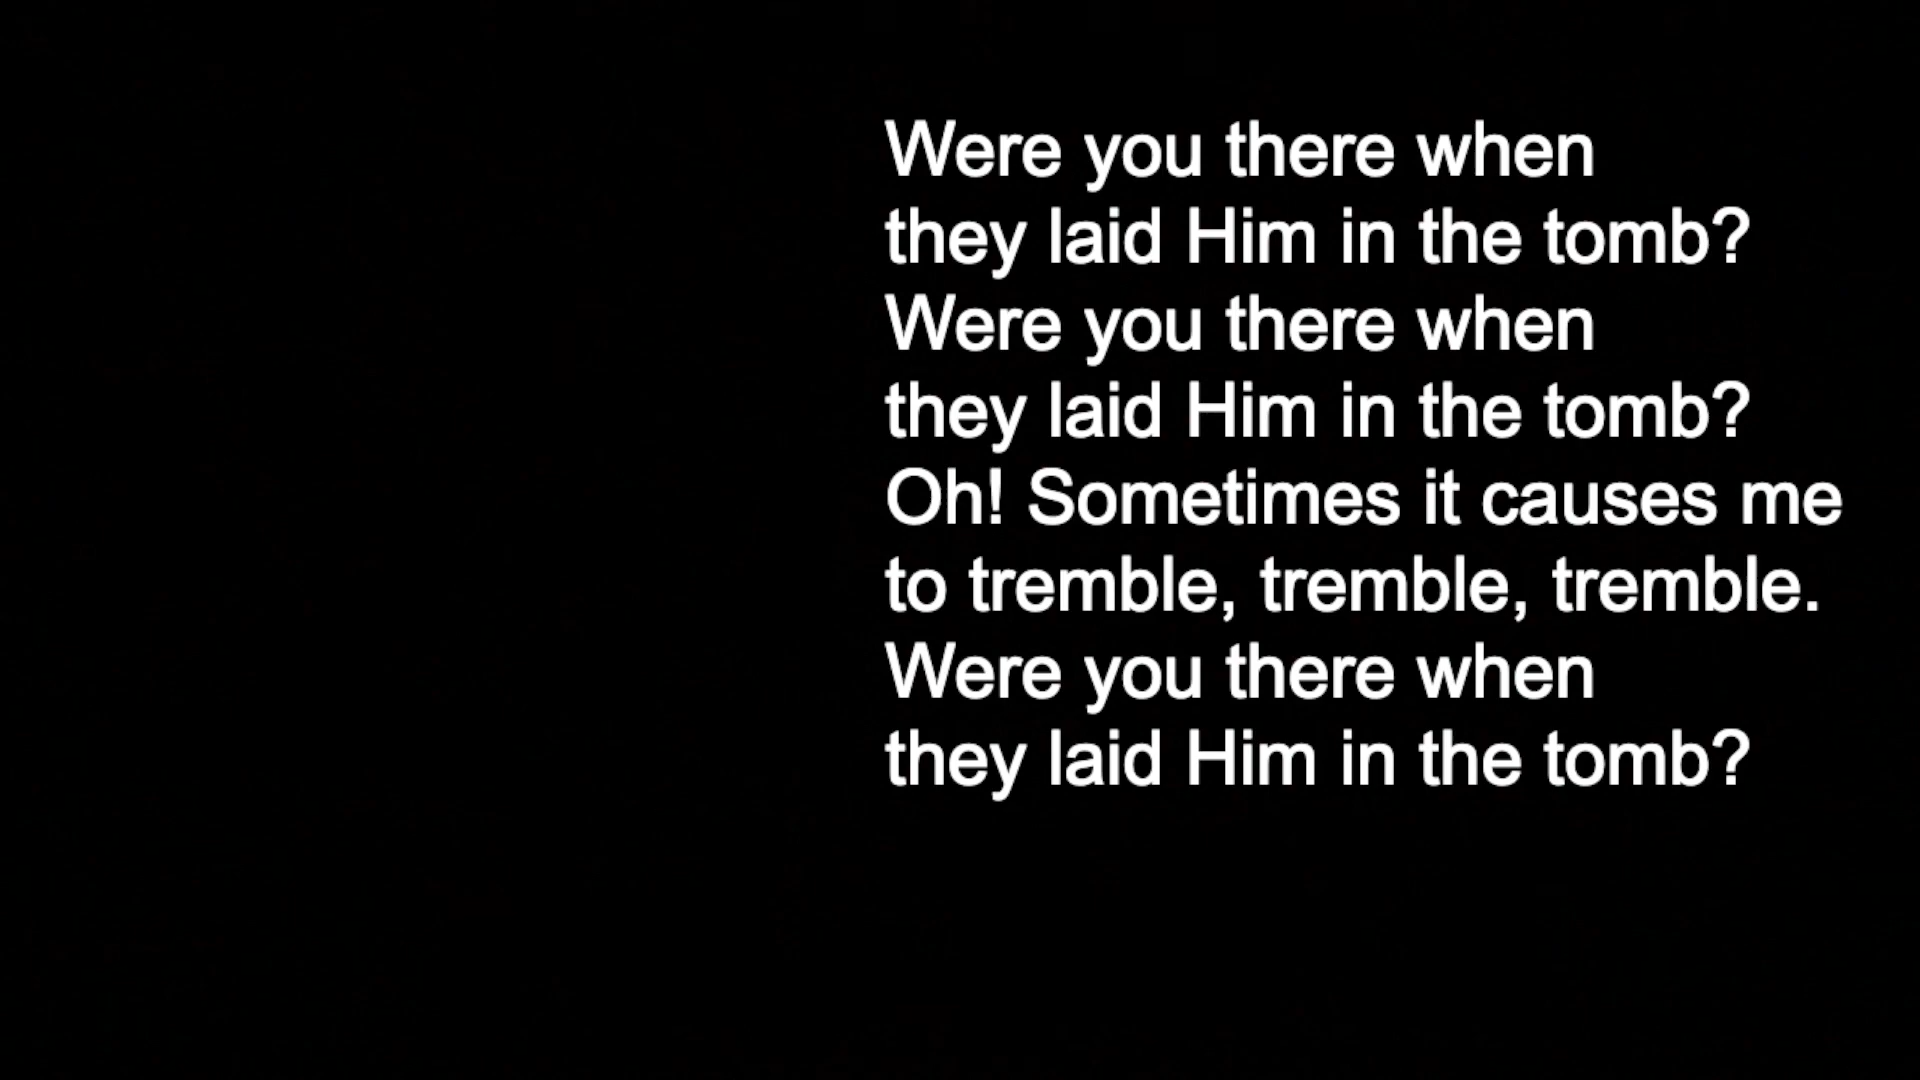 Were you there when
they laid Him in the tomb?
Were you there when
they laid Him in the tomb?
Oh! Sometimes it causes me
to tremble, tremble, tremble.
Were you there when
they laid Him in the tomb?